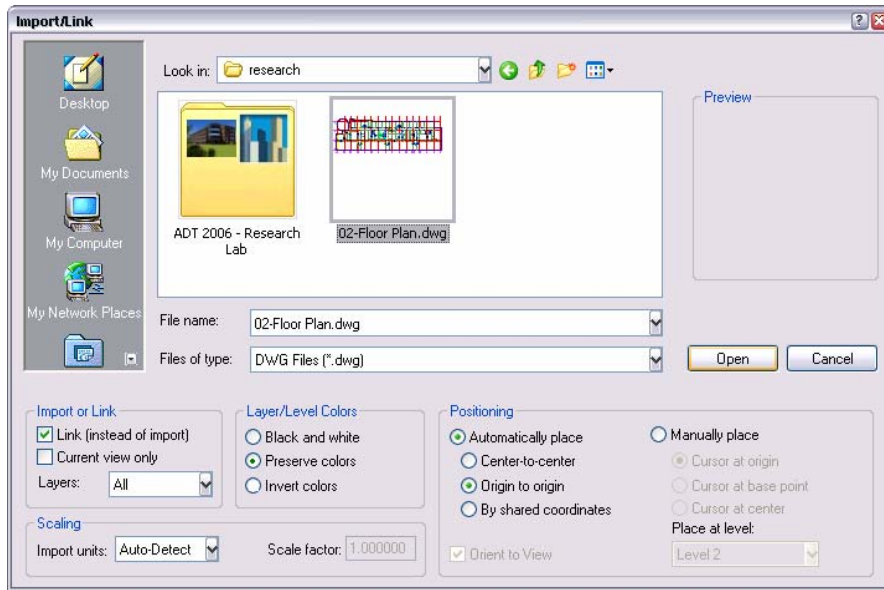 Import/Link
Look in: research
Desktop
My Documents
My Computer
My Network Places
ADT 2006 - Research
Lab
02-Floor Plan.dwg
Preview
File name: 02-Floor Plan.dwg
Files of type: DWG Files (*.dwg)
Open Cancel
Import or Link
Link (instead of import)
Current view only
Layers: All
Layer/Level Colors
Black and white
Preserve colors
Invert colors
Positioning
Automatically place
Center-to-center
Origin to origin
By shared coordinates
Orient to View
Manually place
Cursor at origin
Cursor at base point
Cursor at center
Place at level:
Level 2
Scaling
Import units: Auto-Detect Scale factor: 1.000000